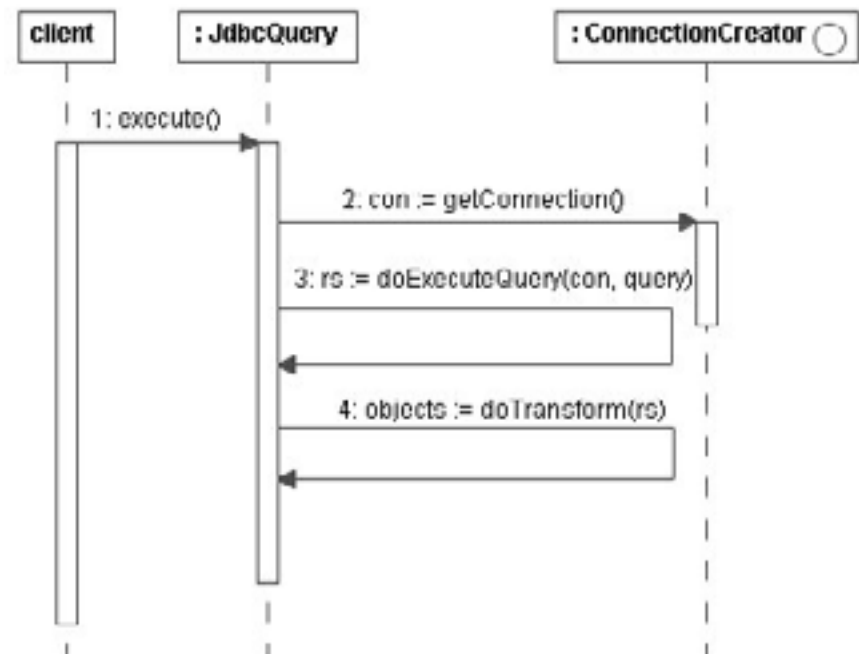 client
: JdbcQuery
: ConnectionCreator
1: execute()
2: con := getConnection()
3: rs := doExecuteQuery(con, query)
4: objects := doTransform(rs)